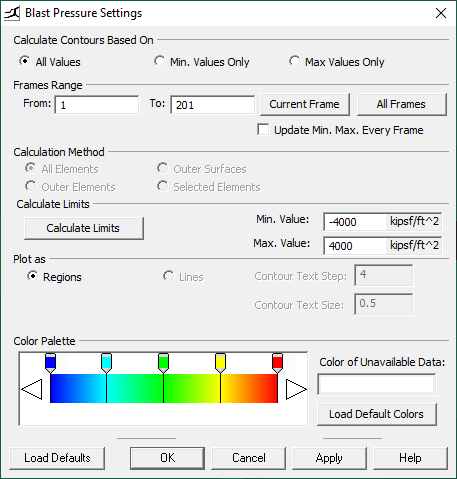 Blast Pressure Settings
Calculate Contours Based On
All Values Min. Values Only Max Values Only
Frames Range
From: 1 To: 201 Current Frame All Frames
Update Min. Max. Every Frame
Calculation Method
All Elements Outer Surfaces
Outer Elements Selected Elements
Calculate Limits
Calculate Limits Min. Value: -4000 kipsf/ft^2
Max. Value: 4000 kipsf/ft^2
Plot as
Regions Lines Contour Text Step: 4
Contour Text Size: 0.5
Color Palette
Color of Unavailable Data:
Load Default Colors
Load Defaults OK Cancel Apply Help